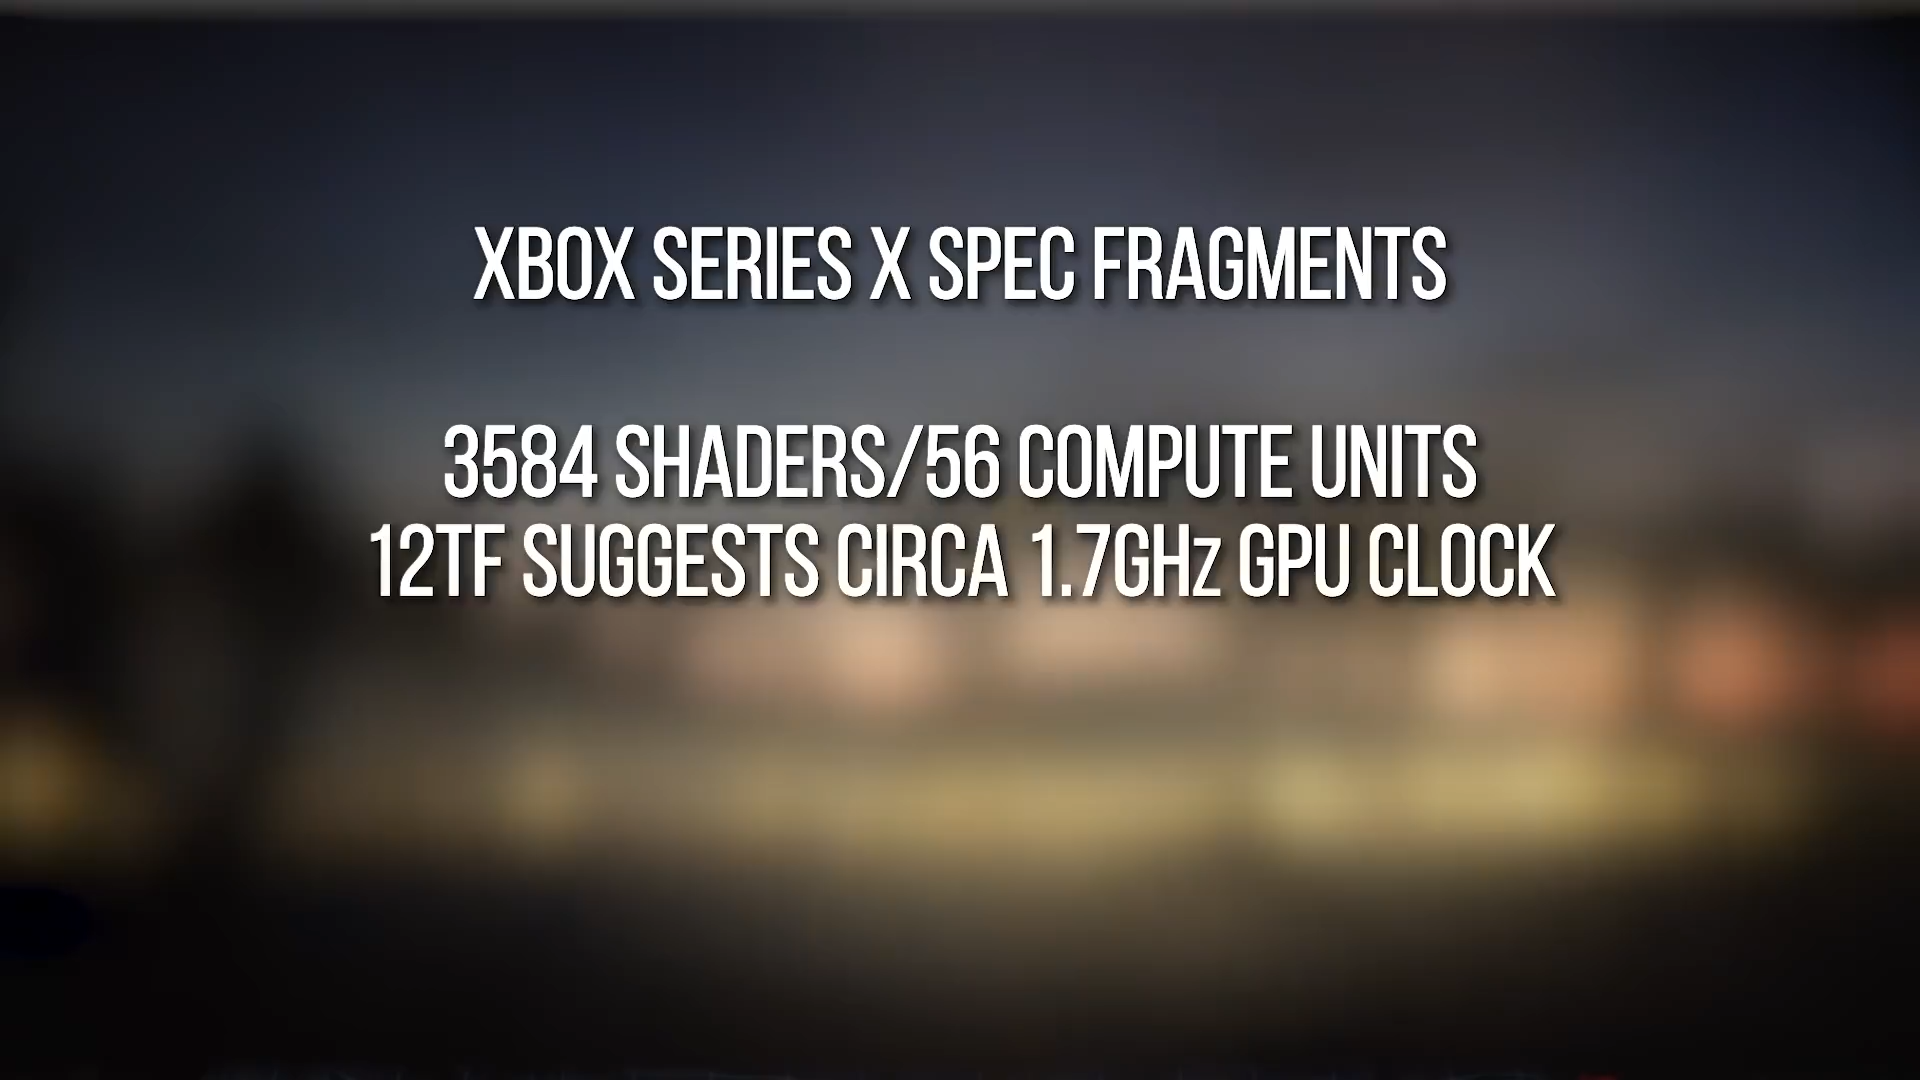 XBOX SERIES X SPEC FRAGMENTS
3584 SHADERS/56 COMPUTE UNITS
12TF SUGGESTS CIRCA 1.7GHz GPU CLOCK